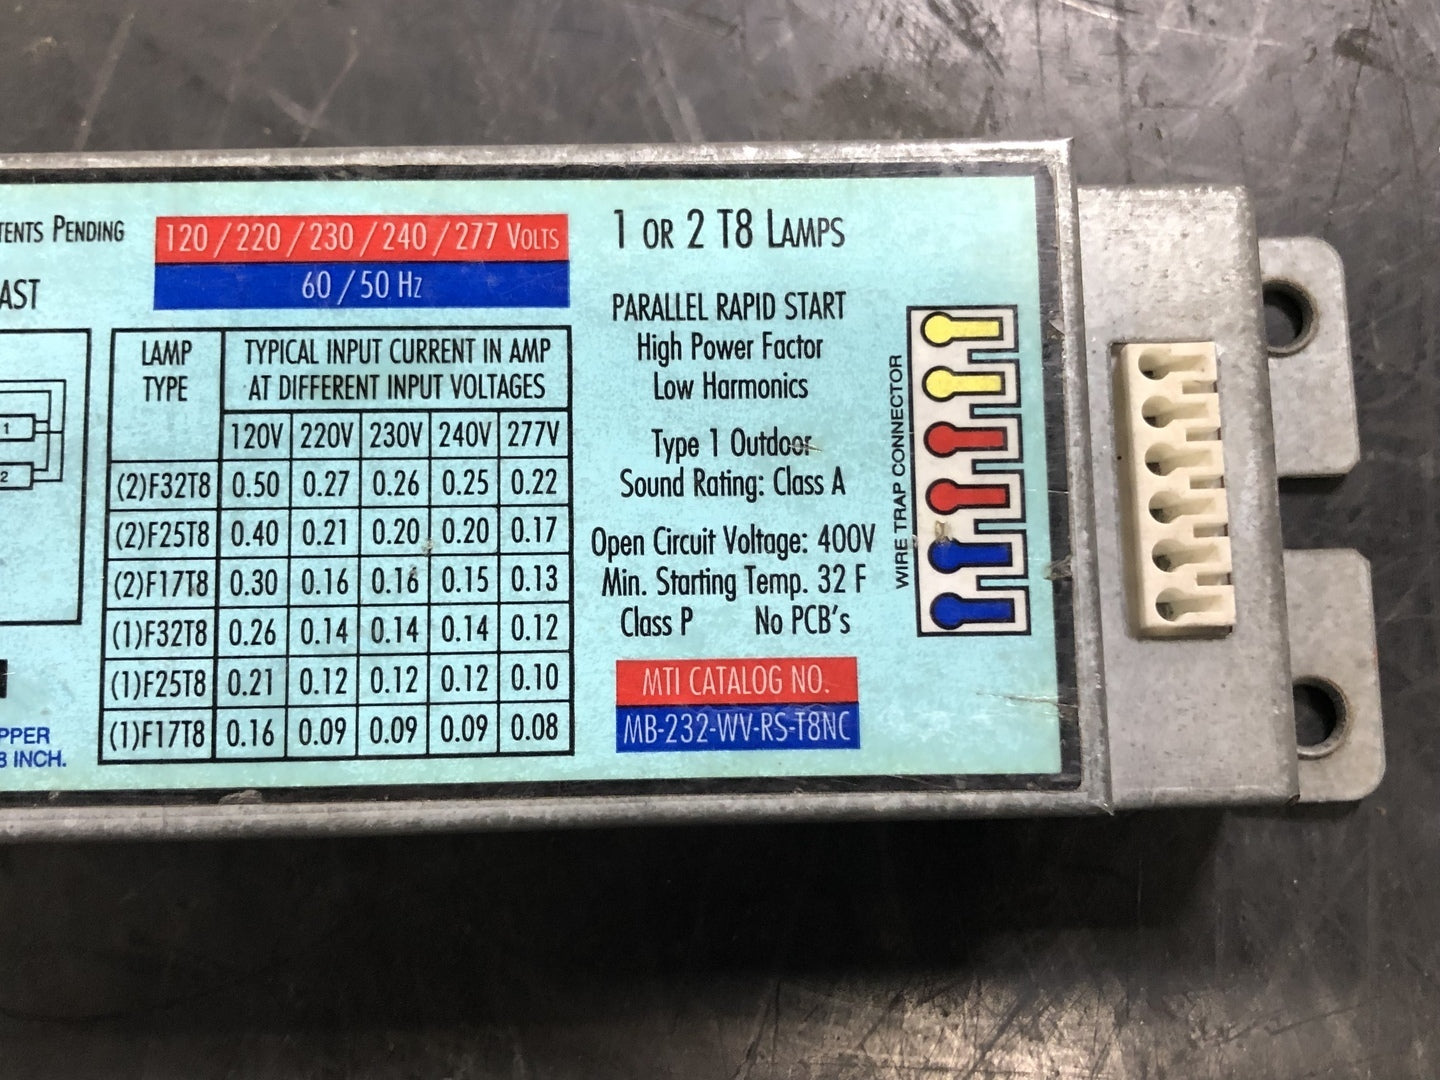 TENTS PENDING
AST
1
2
PPER
8 INCH.
120 / 220 / 230 / 240 / 277 VOLTS
60 / 50 Hz
LAMP TYPE TYPICAL INPUT CURRENT IN AMP
AT DIFFERENT INPUT VOLTAGES
120V 220V 230V 240V 277V
(2)F32T8 0.50 0.27 0.26 0.25 0.22
(2)F25T8 0.40 0.21 0.20 0.20 0.17
(2)F17T8 0.30 0.16 0.16 0.15 0.13
(1)F32T8 0.26 0.14 0.14 0.14 0.12
(1)F25T8 0.21 0.12 0.12 0.12 0.10
(1)F17T8 0.16 0.09 0.09 0.09 0.08
1 OR 2 T8 LAMPS
PARALLEL RAPID START
High Power Factor
Low Harmonics
Type 1 Outdoor
Sound Rating: Class A
Open Circuit Voltage: 400V
Min. Starting Temp. 32 F
Class P No PCB's
MTI CATALOG NO.
MB-232-WV-RS-T8NC
WIRE TRAP CONNECTOR